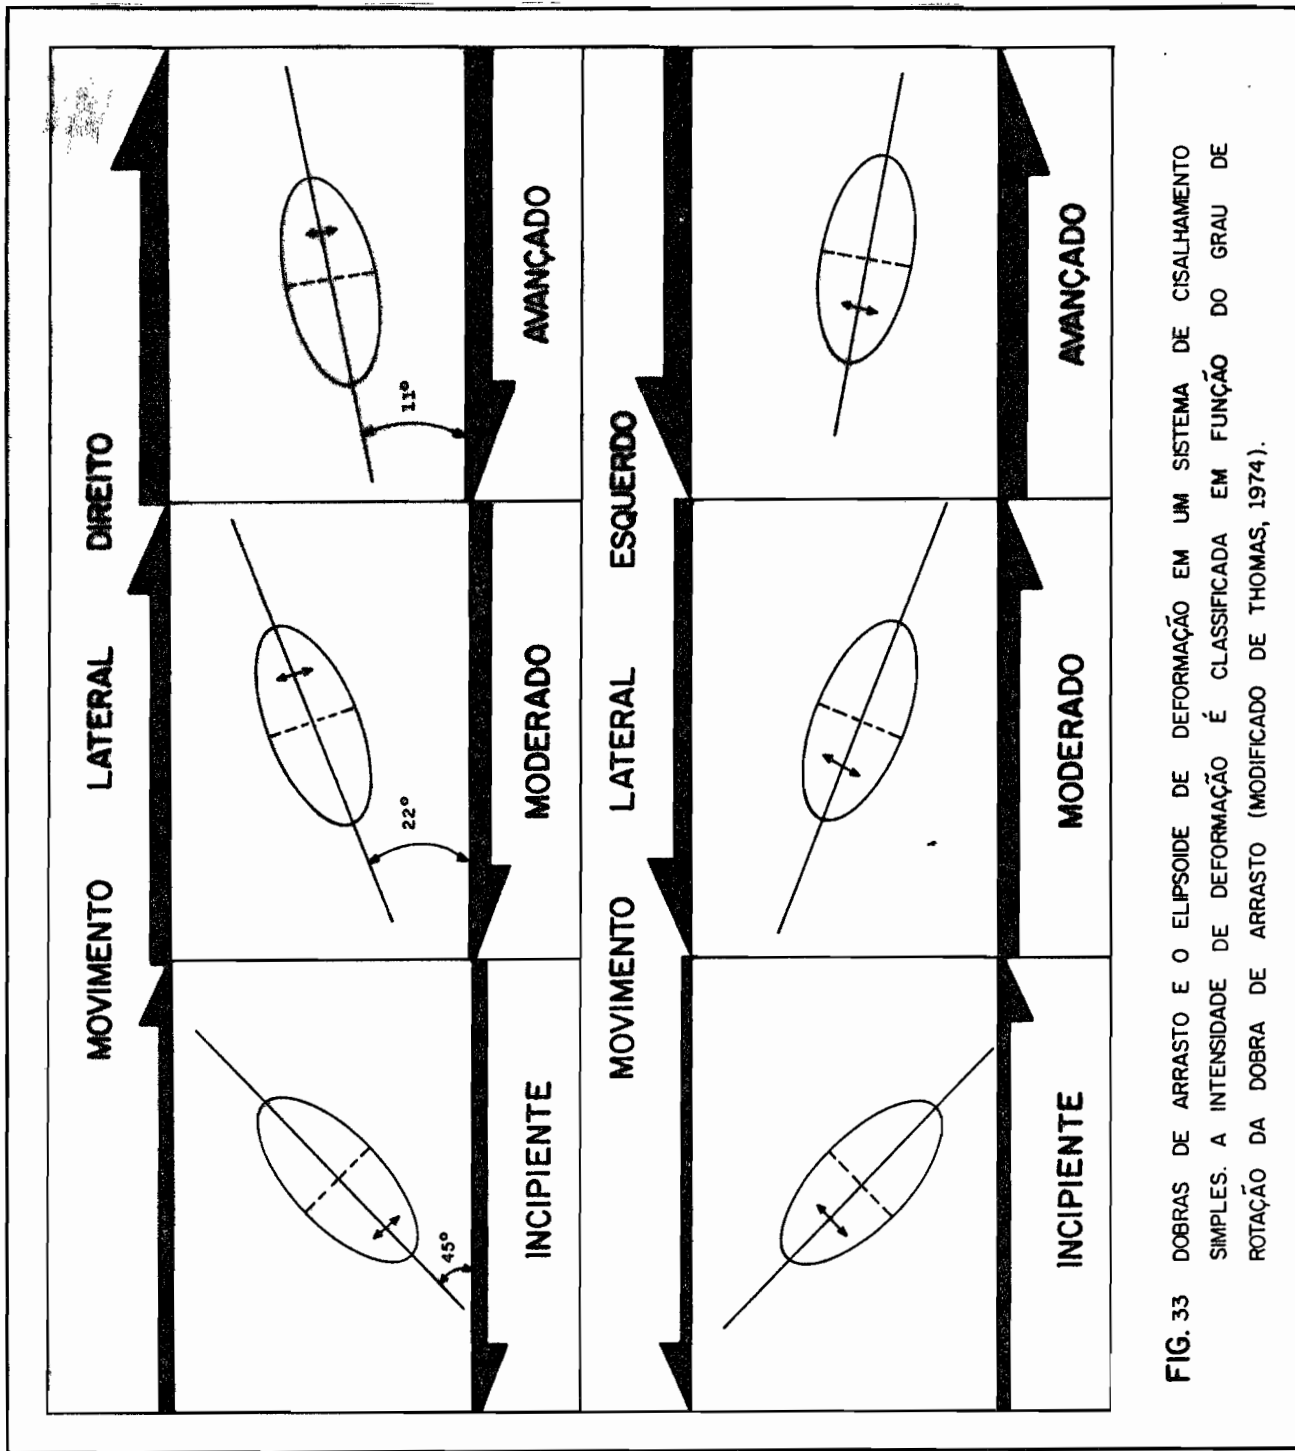 MOVIMENTO LATERAL DIREITO
45°
22°
11°
INCIPIENTE
MODERADO
AVANÇADO
MOVIMENTO LATERAL ESQUERDO
INCIPIENTE
MODERADO
AVANÇADO
FIG. 33 DOBRAS DE ARRASTO E O ELIPSOIDE DE DEFORMAÇÃO EM UM SISTEMA DE CISALHAMENTO
SIMPLES. A INTENSIDADE DE DEFORMAÇÃO É CLASSIFICADA EM FUNÇÃO DO GRAU DE
ROTAÇÃO DA DOBRA DE ARRASTO (MODIFICADO DE THOMAS, 1974).